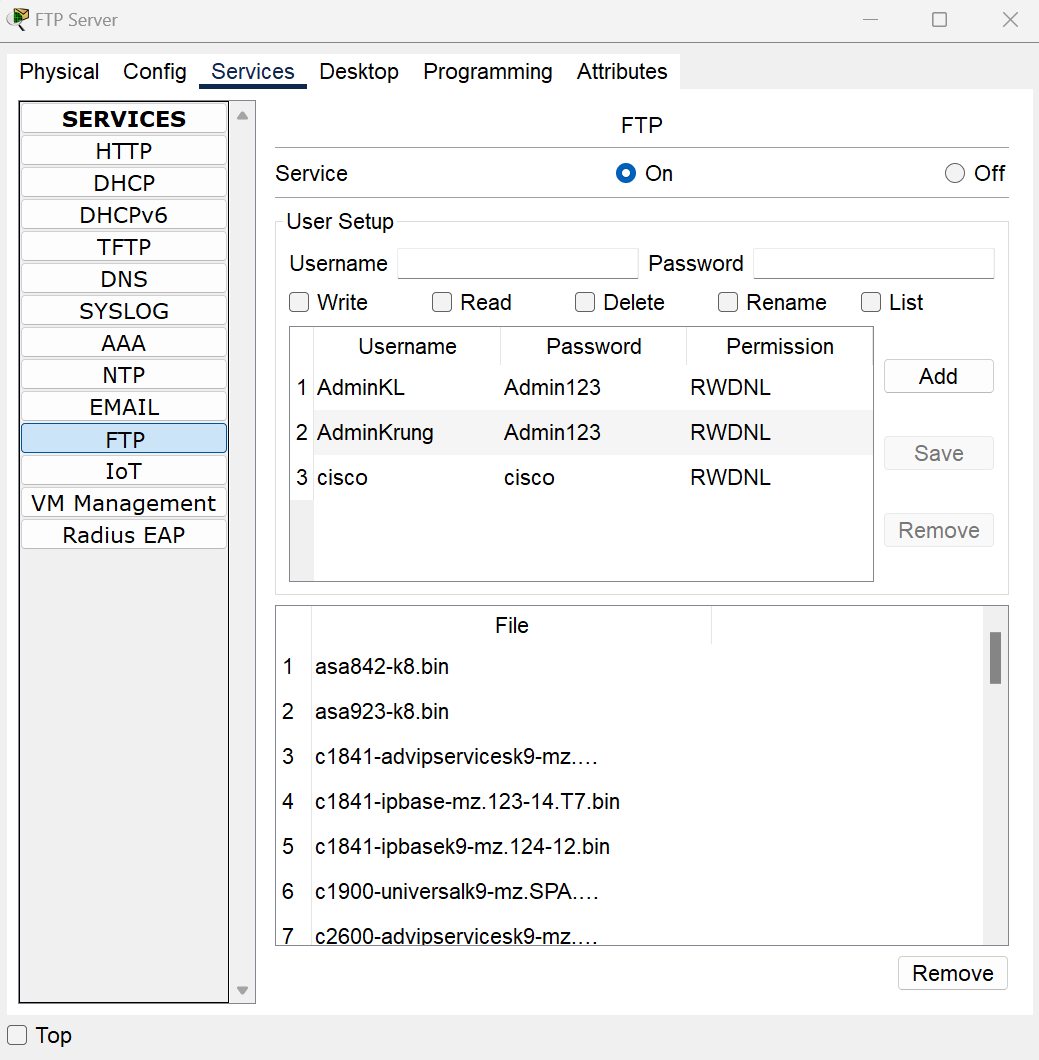 FTP Server
Physical Config Services Desktop Programming Attributes
SERVICES
HTTP
DHCP
DHCPv6
TFTP
DNS
SYSLOG
AAA
NTP
EMAIL
FTP
IoT
VM Management
Radius EAP
FTP
Service On Off
User Setup
Username Password
Write Read Delete Rename List
Username Password Permission
1 AdminKL Admin123 RWDNL
2 AdminKrung Admin123 RWDNL
3 cisco cisco RWDNL
Add
Save
Remove
File
1 asa842-k8.bin
2 asa923-k8.bin
3 c1841-advipservicesk9-mz.…
4 c1841-ipbase-mz.123-14.T7.bin
5 c1841-ipbasek9-mz.124-12.bin
6 c1900-universalk9-mz.SPA.…
7 c2600-advipservicesk9-mz.…
Remove
Top